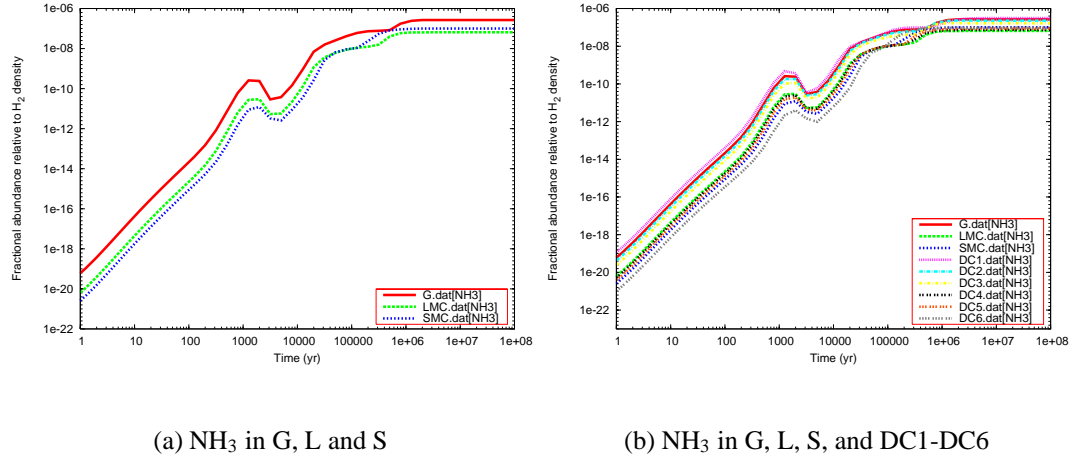 Fractional abundance relative to H2 density
1e-06
1e-08
1e-10
1e-12
1e-14
1e-16
1e-18
1e-20
1e-22
1 10 100 1000 10000 100000 1e+06 1e+07 1e+08
Time (yr)
G.dat[NH3]
LMC.dat[NH3]
SMC.dat[NH3]
(a) NH3 in G, L and S
Fractional abundance relative to H2 density
1e-06
1e-08
1e-10
1e-12
1e-14
1e-16
1e-18
1e-20
1e-22
1 10 100 1000 10000 100000 1e+06 1e+07 1e+08
Time (yr)
G.dat[NH3]
LMC.dat[NH3]
SMC.dat[NH3]
DC1.dat[NH3]
DC2.dat[NH3]
DC3.dat[NH3]
DC4.dat[NH3]
DC5.dat[NH3]
DC6.dat[NH3]
(b) NH3 in G, L, S, and DC1-DC6